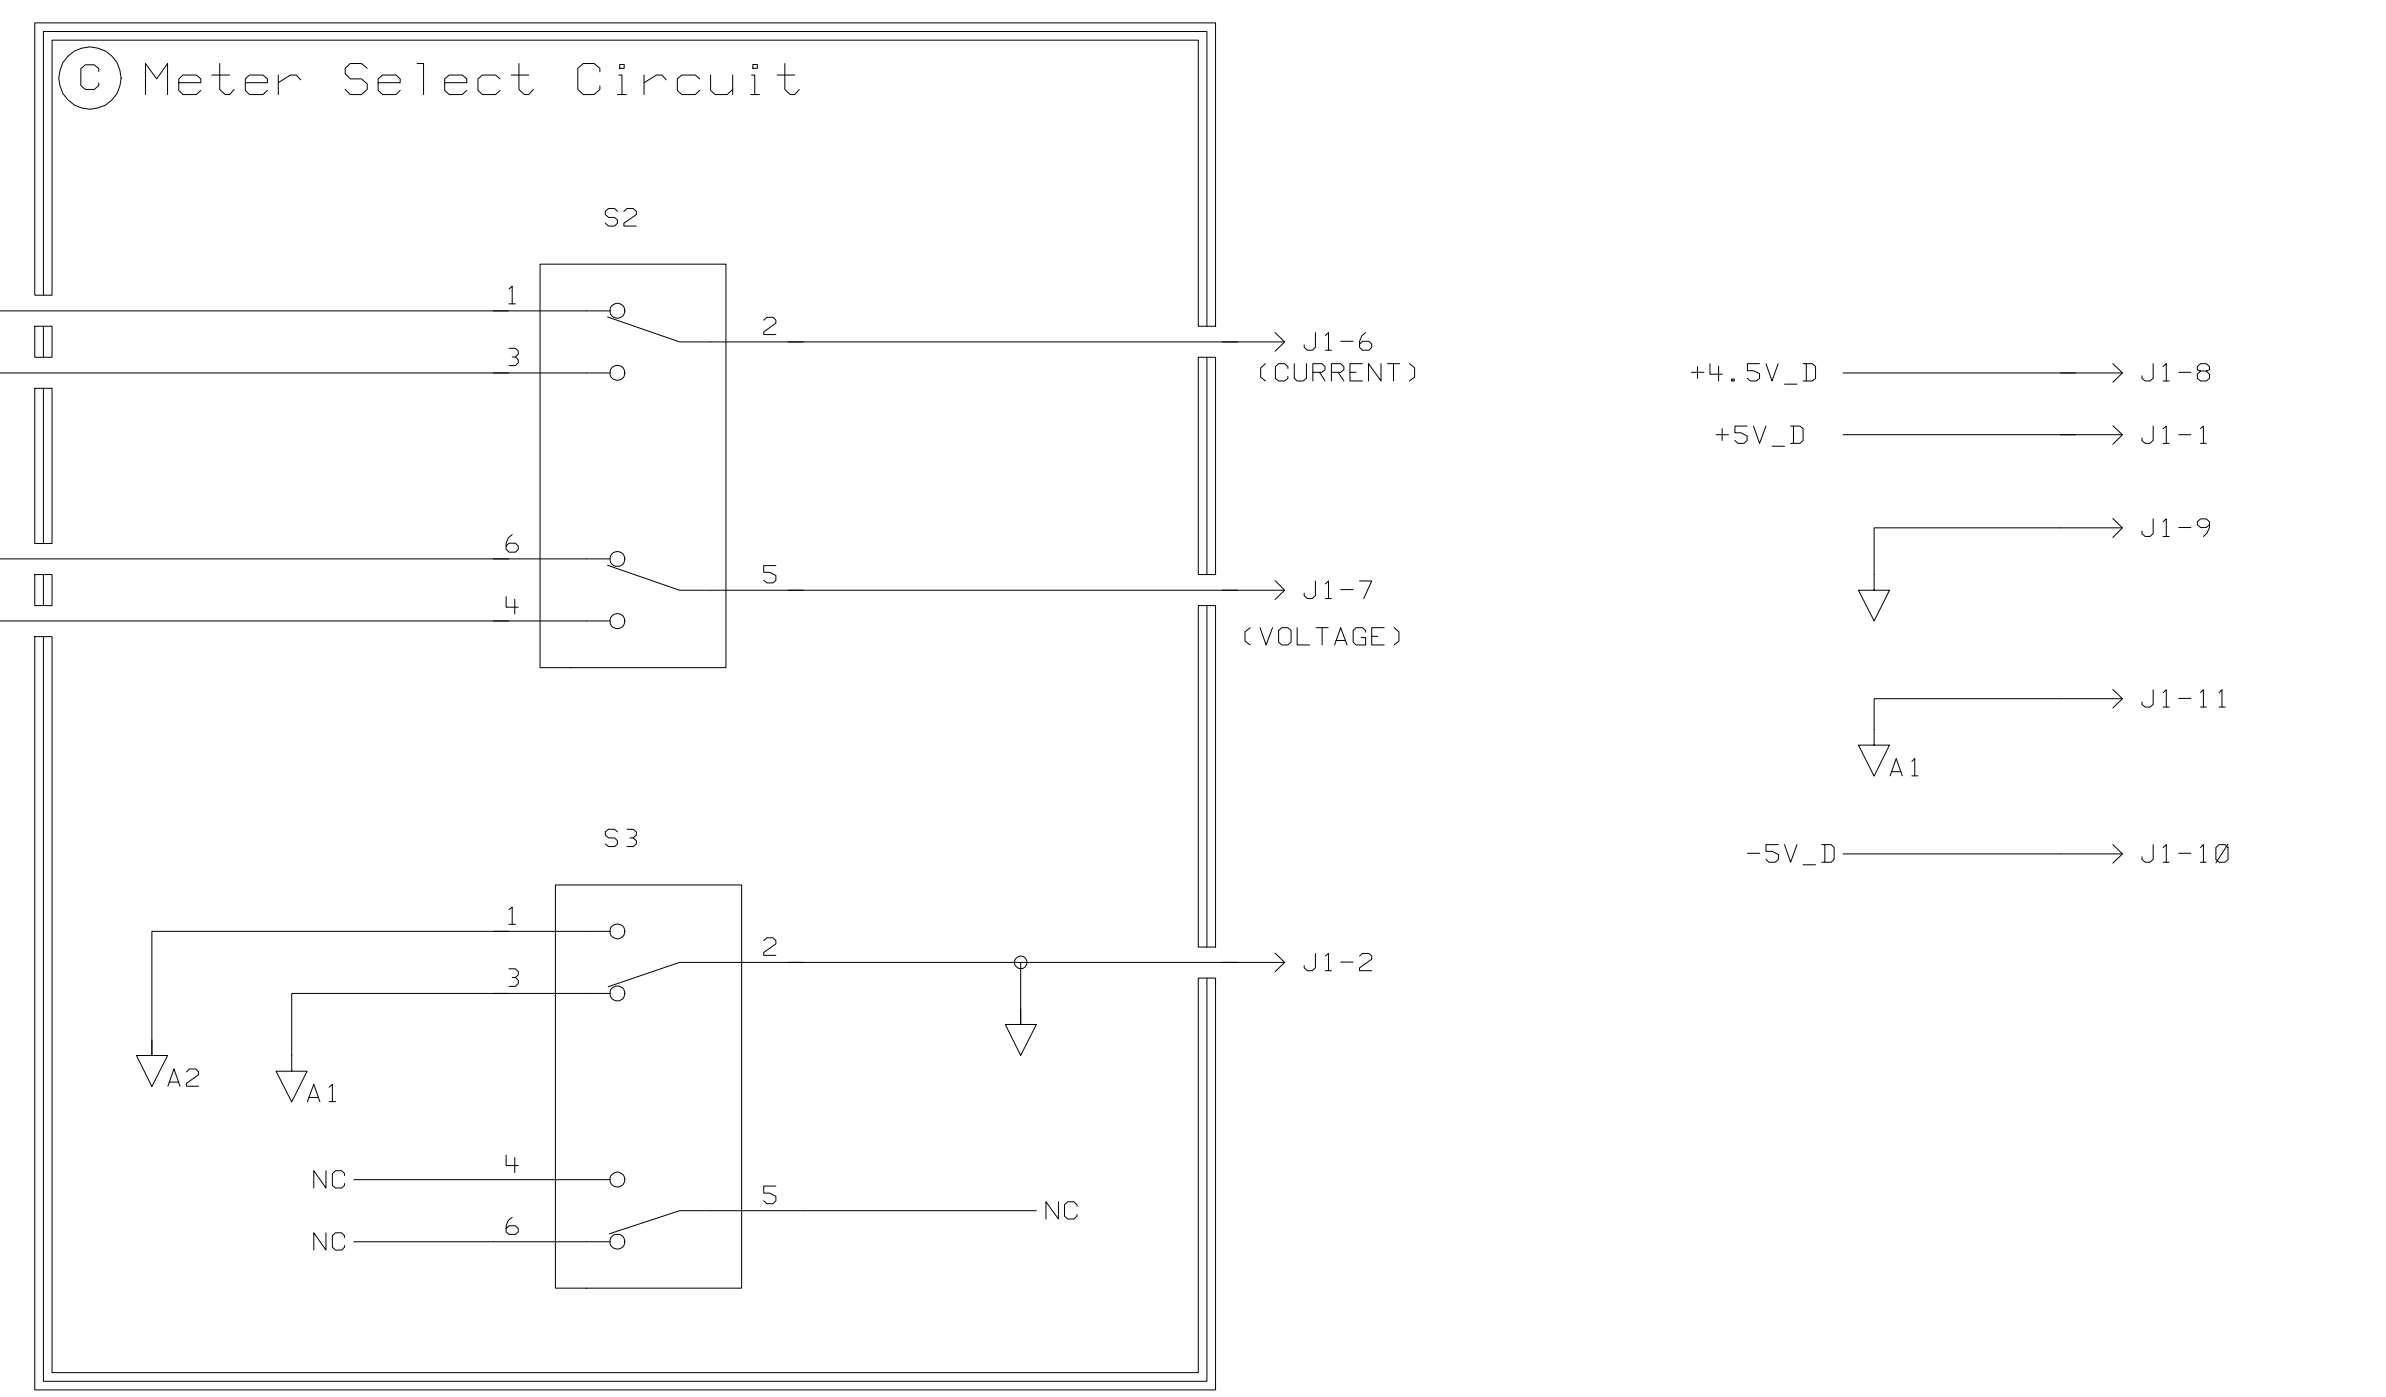 C Meter Select Circuit
S2
1
2
3
J1-6
(CURRENT)
6
5
4
J1-7
(VOLTAGE)
S3
1
2
3
J1-2
A2
A1
NC
4
5
NC
NC
6
+4.5V_D
J1-8
+5V_D
J1-1
J1-9
J1-11
A1
-5V_D
J1-10